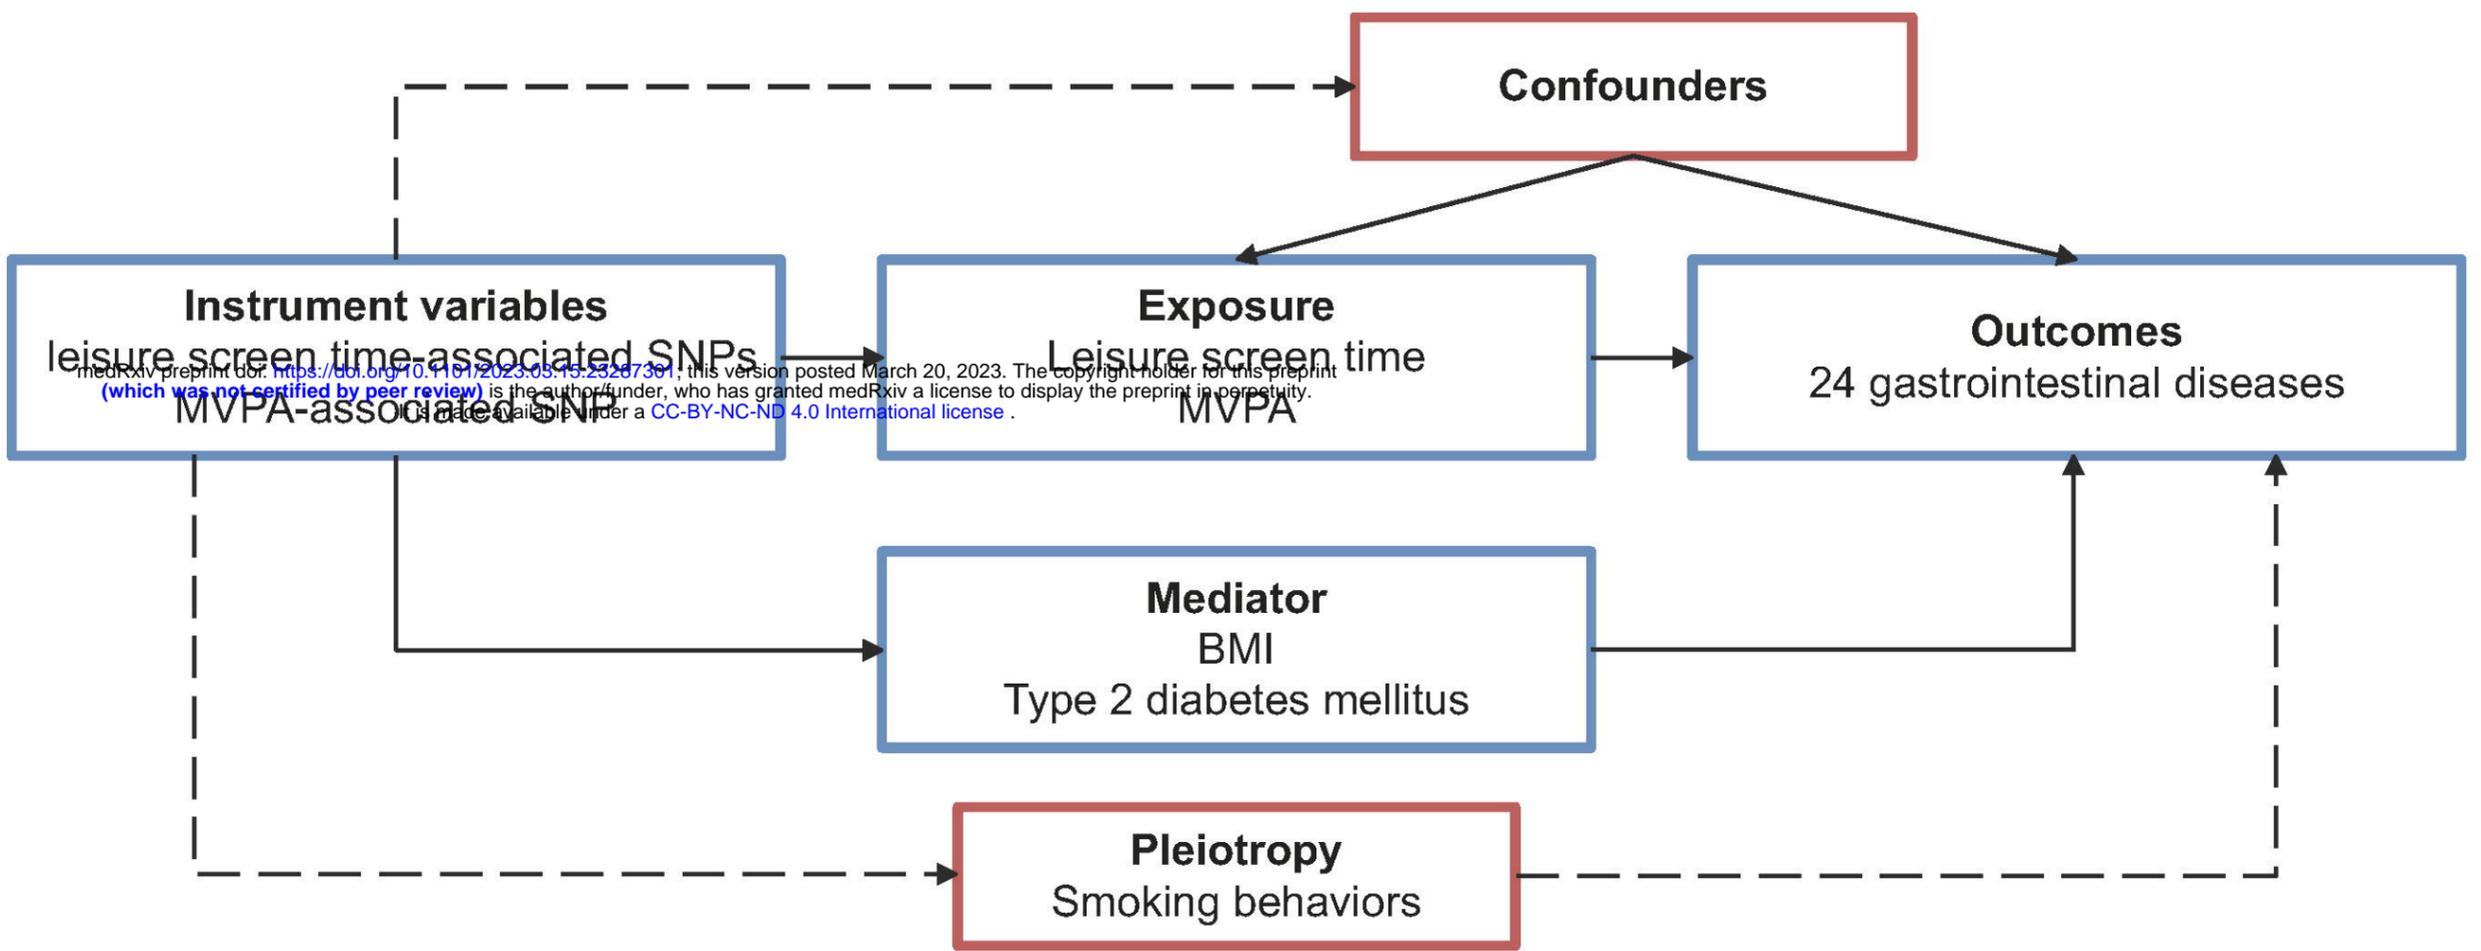 Confounders
Instrument variables
leisure screen time-associated SNPs
MVPA-associated SNP
Exposure
Leisure screen time
MVPA
Outcomes
24 gastrointestinal diseases
medRxiv preprint doi: https://doi.org/10.1101/2023.03.15.23287301; this version posted March 20, 2023. The copyright holder for this preprint
(which was not certified by peer review) is the author/funder, who has granted medRxiv a license to display the preprint in perpetuity.
It is made available under a CC-BY-NC-ND 4.0 International license .
Mediator
BMI
Type 2 diabetes mellitus
Pleiotropy
Smoking behaviors